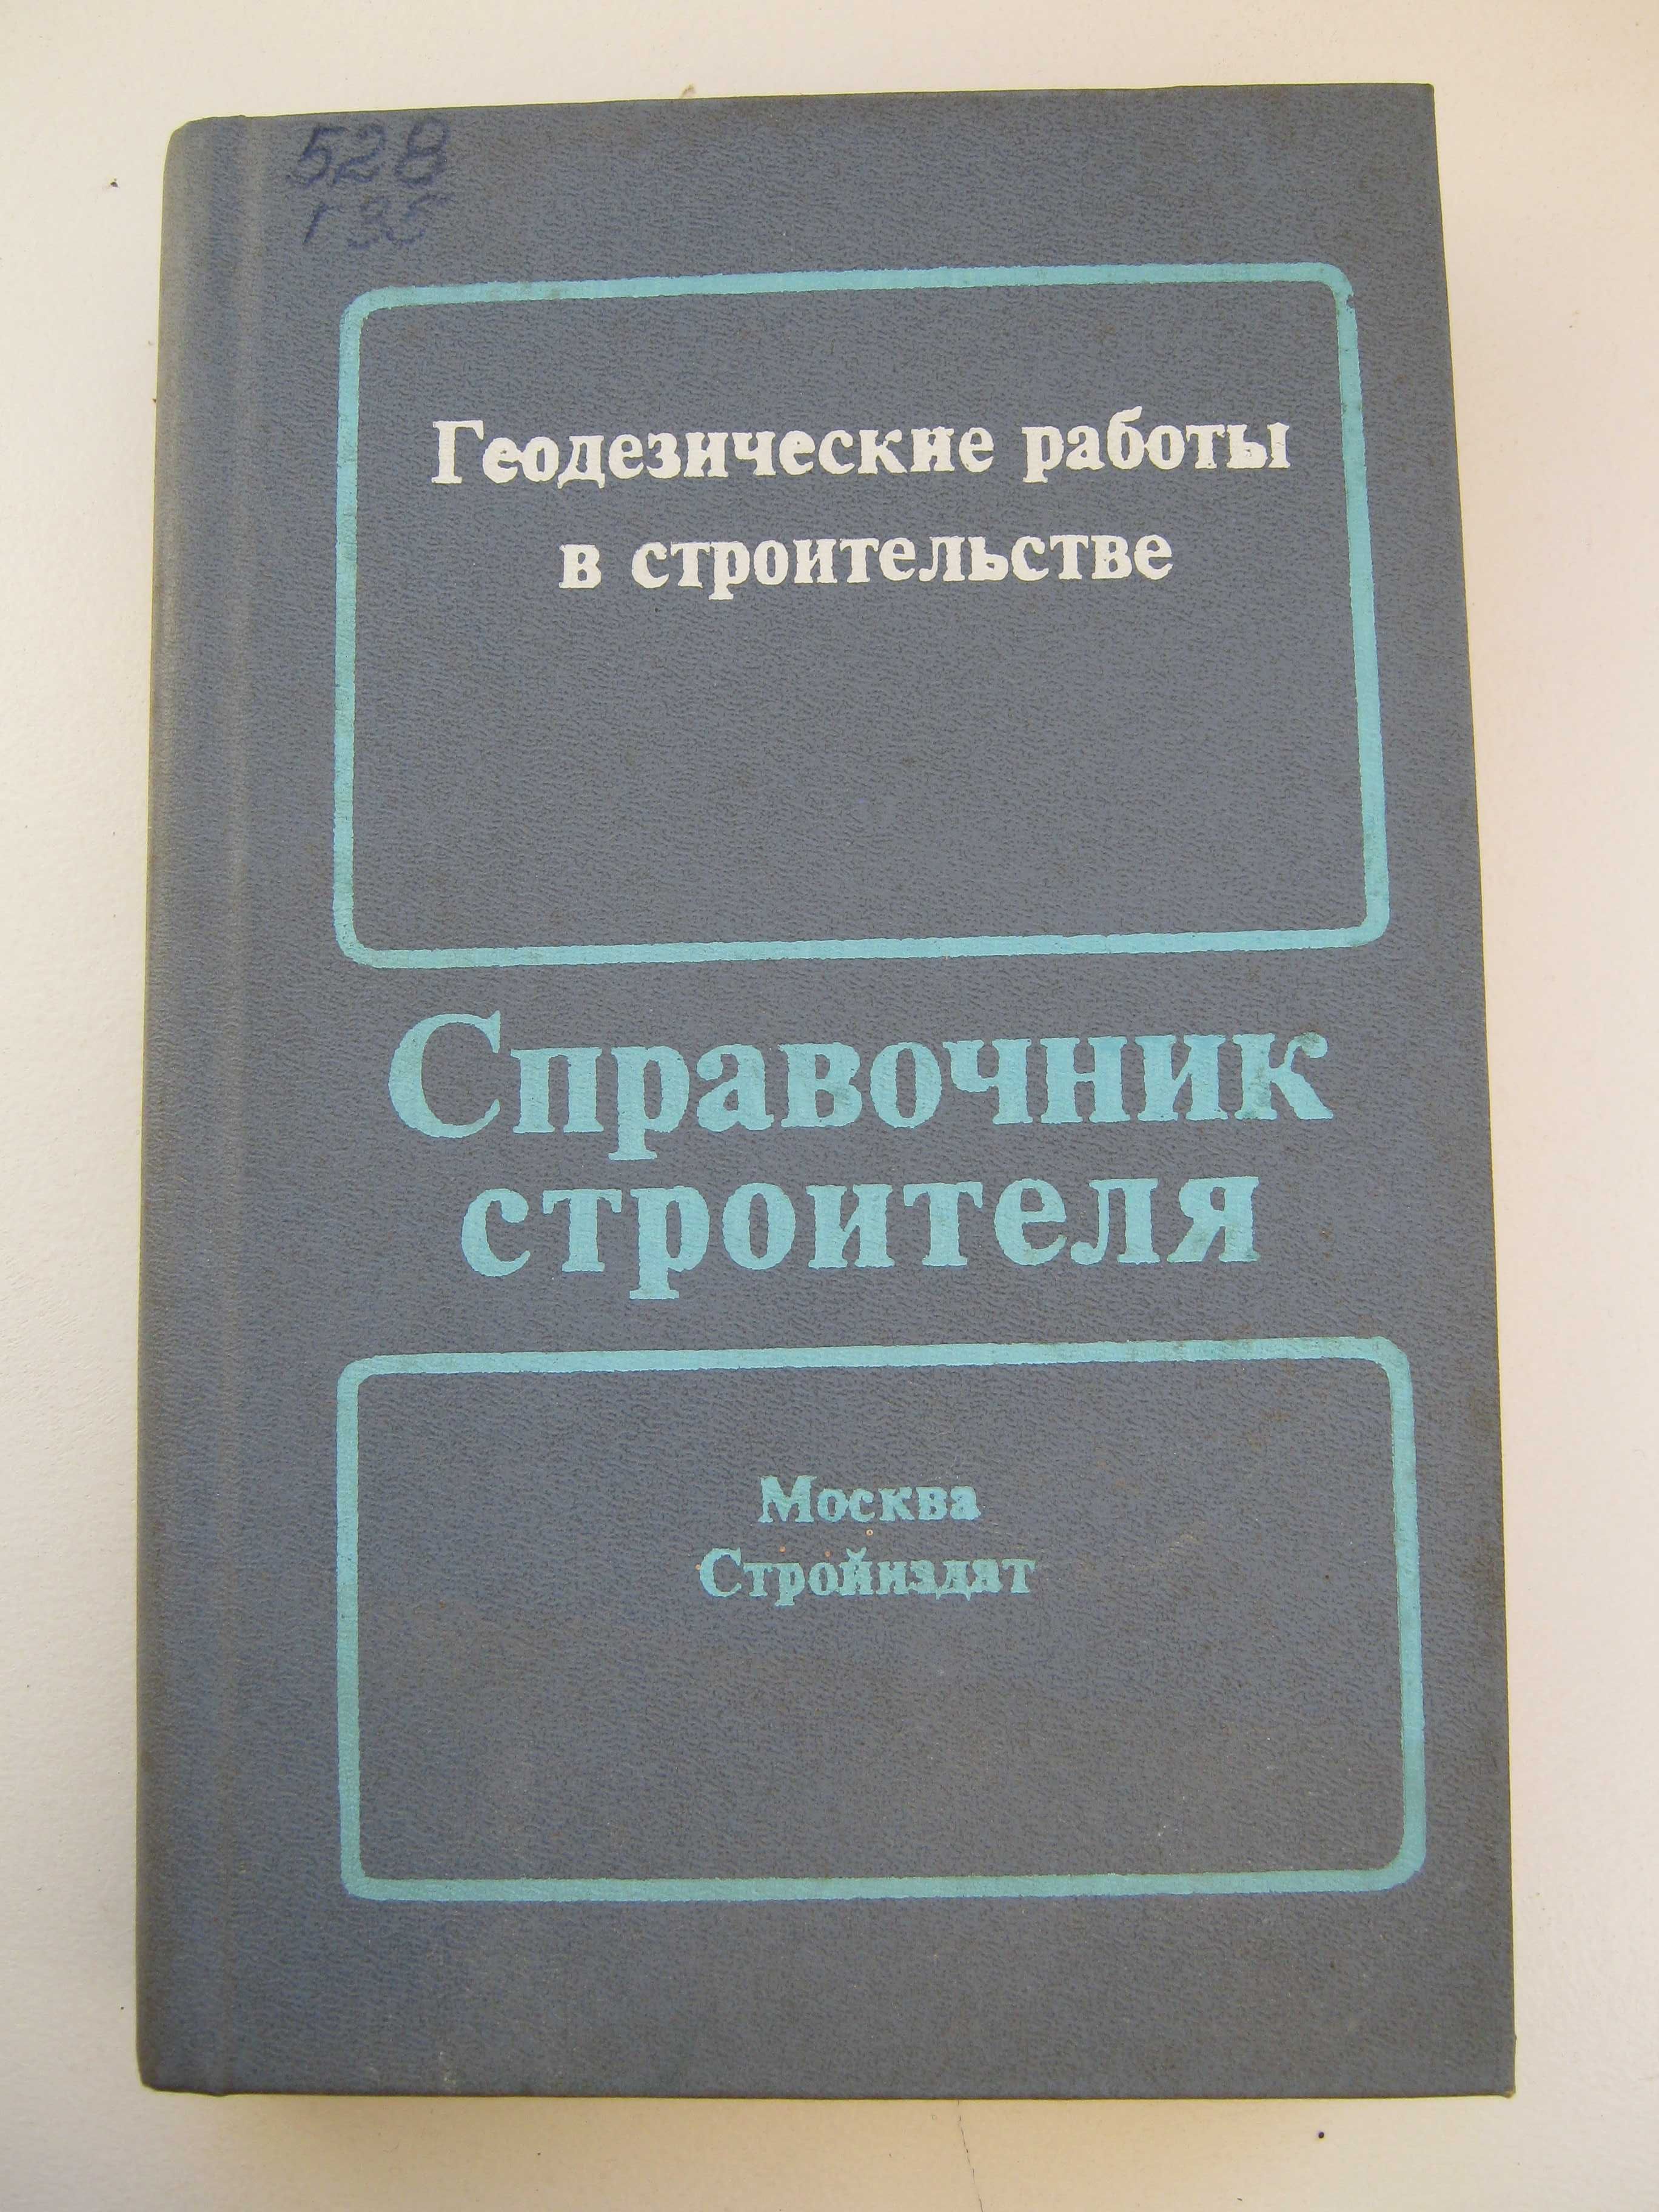 528
Геодезические работы
в строительстве
Справочник
строителя
Москва
Стройиздат